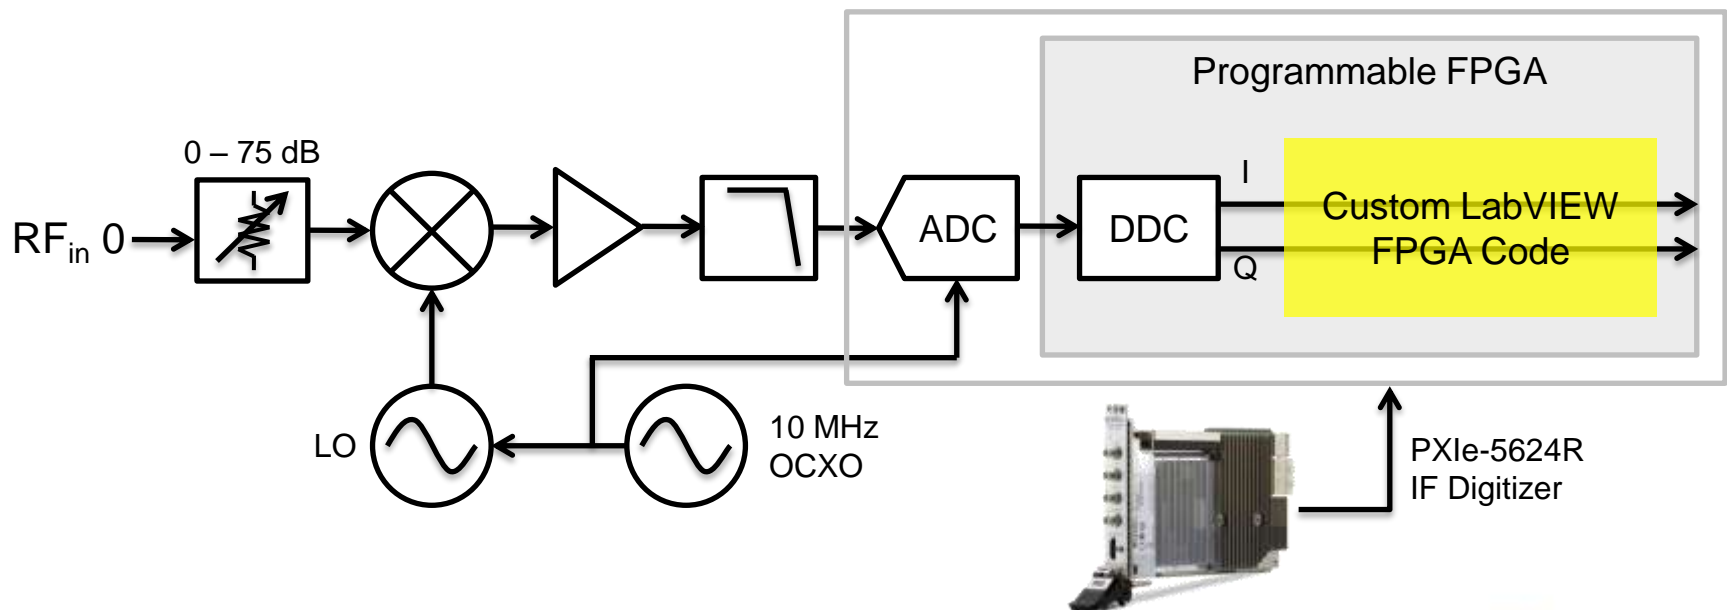 Programmable FPGA
0 – 75 dB
RFin 0
ADC
DDC
I
Q
Custom LabVIEW
FPGA Code
LO
10 MHz
OCXO
PXIe-5624R
IF Digitizer